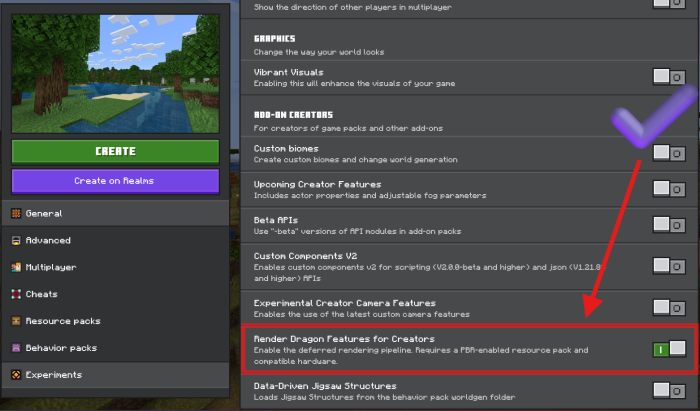 CREATE
Create on Realms
General
Advanced
Multiplayer
Cheats
Resource packs
Behavior packs
Experiments
Show the direction of other players in multiplayer
GRAPHICS
Change the way your world looks
Vibrant Visuals
Enabling this will enhance the visuals of your game
ADD-ON CREATORS
For creators of game packs and other add-ons
Custom biomes
Create custom biomes and change world generation
Upcoming Creator Features
Includes actor properties and adjustable fog parameters
Beta APIs
Use "-beta" versions of API modules in add-on packs
Custom Components V2
Enables custom components v2 for scripting (V2.0.0-beta and higher) and json (V1.21.8
and higher) APIs
Experimental Creator Camera Features
Enables the use of the latest custom camera features
Render Dragon Features for Creators
Enable the deferred rendering pipeline. Requires a PBR-enabled resource pack and
compatible hardware.
Data-Driven Jigsaw Structures
Loads Jigsaw Structures from the behavior pack worldgen folder